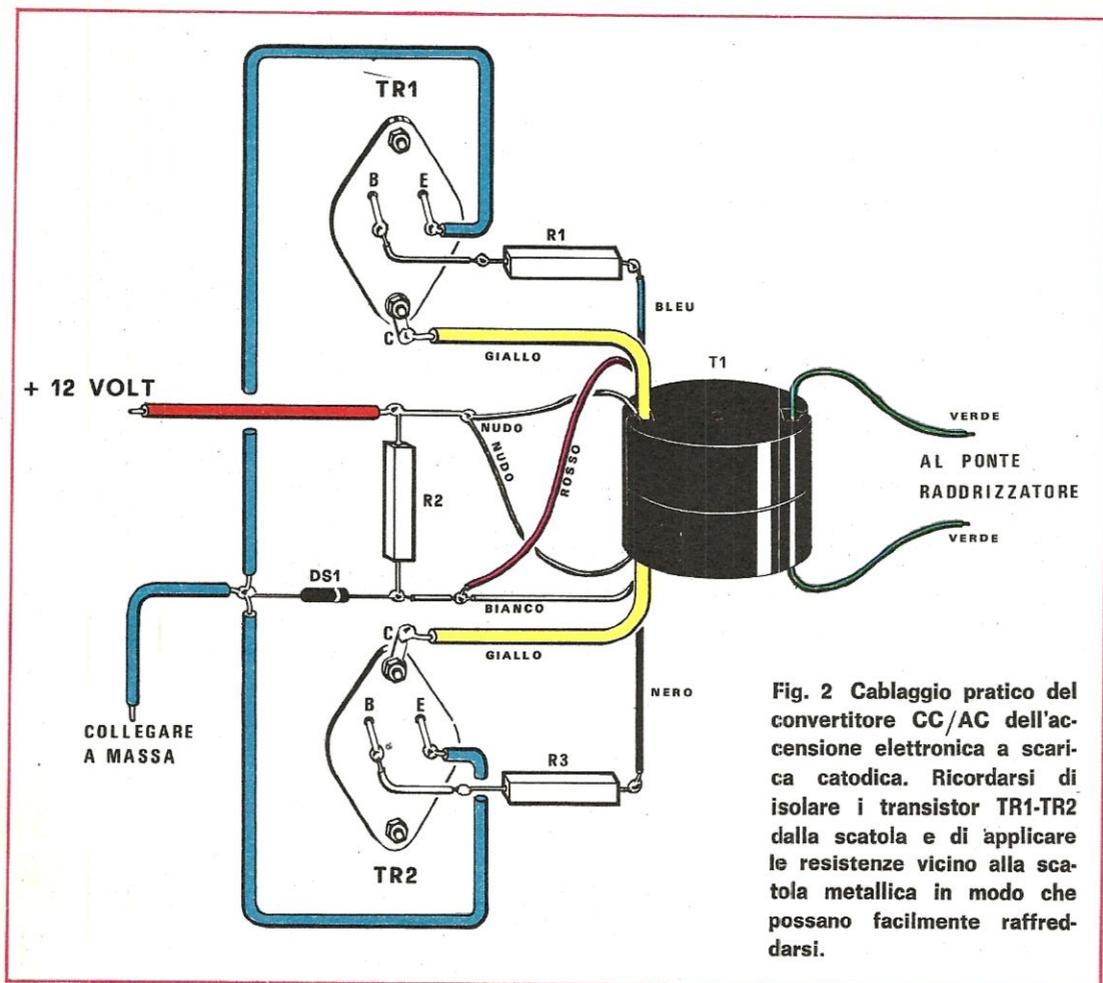 TR1
B E
R1
BLEU
C
GIALLO
T1
+ 12 VOLT
NUDO
NUDO
ROSSO
VERDE
AL PONTE
RADDRIZZATORE
VERDE
R2
DS1
BIANCO
C
GIALLO
NERO
COLLEGARE
A MASSA
B E
R3
TR2
Fig. 2 Cablaggio pratico del
convertitore CC/AC dell'ac-
censione elettronica a scari-
ca catodica. Ricordarsi di
isolare i transistor TR1-TR2
dalla scatola e di applicare
le resistenze vicino alla sca-
tola metallica in modo che
possano facilmente raffred-
darsi.